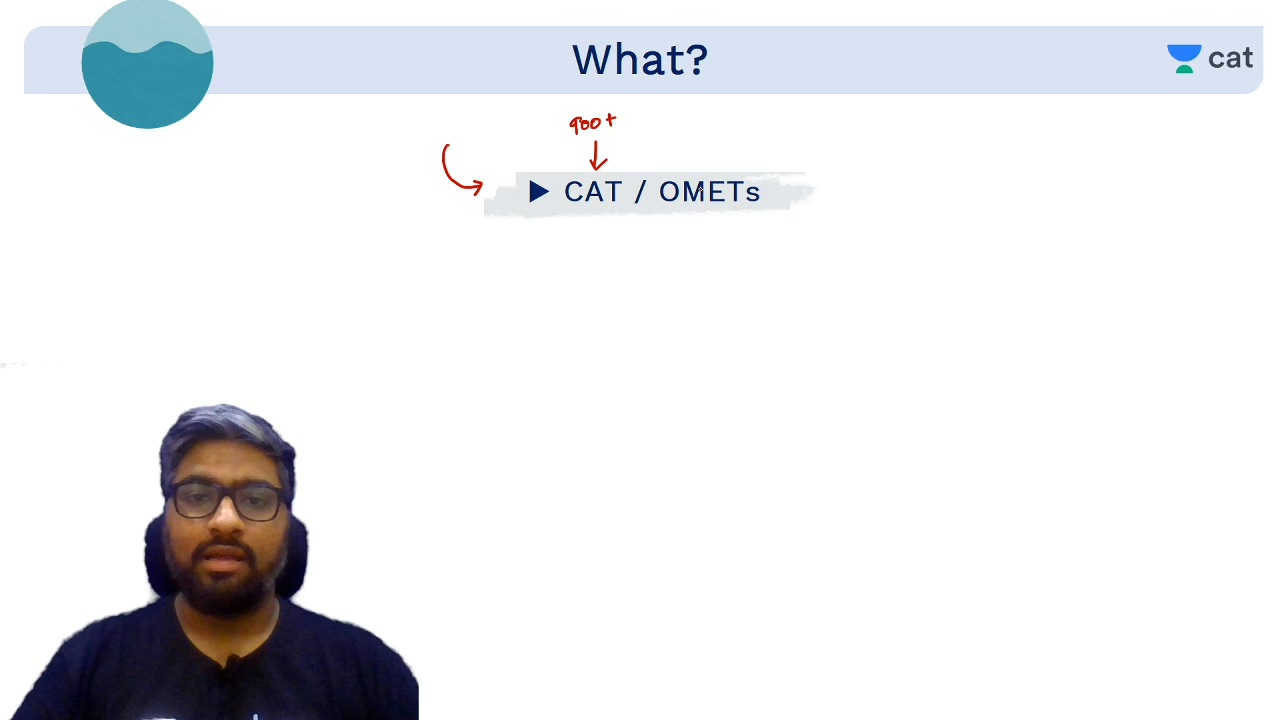 What?
cat
900+
▶ CAT / OMETs